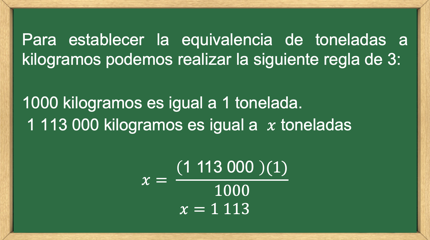 Para establecer la equivalencia de toneladas a
kilogramos podemos realizar la siguiente regla de 3:
1000 kilogramos es igual a 1 tonelada.
1 113 000 kilogramos es igual a x toneladas
x = (1 113 000 )(1)
1000
x = 1 113